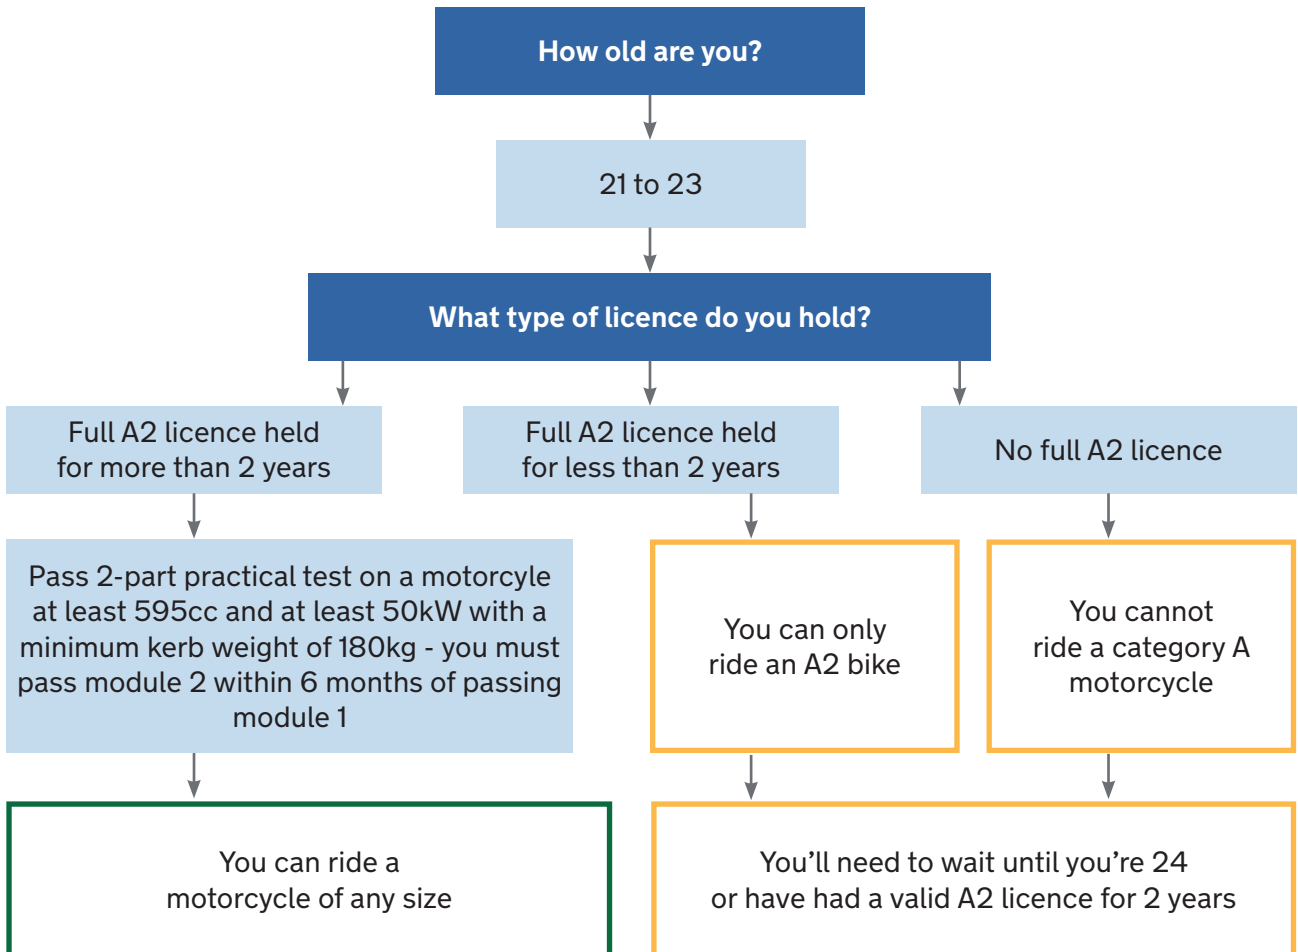 How old are you?
21 to 23
What type of licence do you hold?
Full A2 licence held
for more than 2 years
Full A2 licence held
for less than 2 years
No full A2 licence
Pass 2-part practical test on a motorcyle
at least 595cc and at least 50kW with a
minimum kerb weight of 180kg - you must
pass module 2 within 6 months of passing
module 1
You can only
ride an A2 bike
You cannot
ride a category A
motorcycle
You can ride a
motorcycle of any size
You’ll need to wait until you’re 24
or have had a valid A2 licence for 2 years